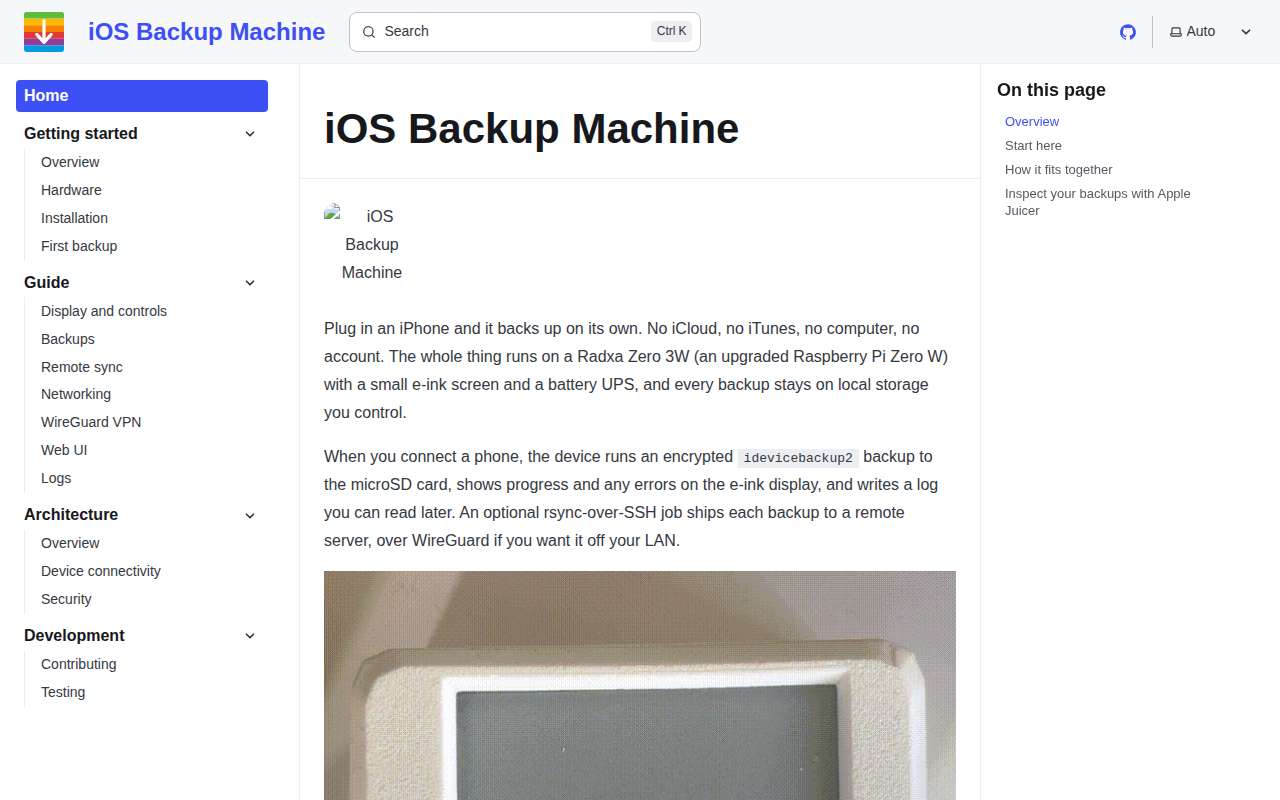 iOS Backup Machine
Search
Ctrl K
Auto
Home
Getting started
Overview
Hardware
Installation
First backup
Guide
Display and controls
Backups
Remote sync
Networking
WireGuard VPN
Web UI
Logs
Architecture
Overview
Device connectivity
Security
Development
Contributing
Testing
iOS Backup Machine
iOS
Backup
Machine
Plug in an iPhone and it backs up on its own. No iCloud, no iTunes, no computer, no
account. The whole thing runs on a Radxa Zero 3W (an upgraded Raspberry Pi Zero W)
with a small e-ink screen and a battery UPS, and every backup stays on local storage
you control.
When you connect a phone, the device runs an encrypted idevicebackup2 backup to
the microSD card, shows progress and any errors on the e-ink display, and writes a log
you can read later. An optional rsync-over-SSH job ships each backup to a remote
server, over WireGuard if you want it off your LAN.
On this page
Overview
Start here
How it fits together
Inspect your backups with Apple
Juicer